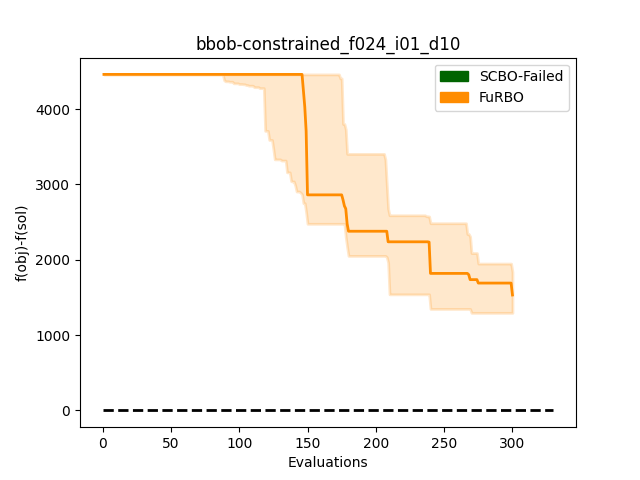 bbob-constrained_f024_i01_d10
SCBO-Failed
FuRBO
f(obj)-f(sol)
4000
3000
2000
1000
0
0 50 100 150 200 250 300
Evaluations